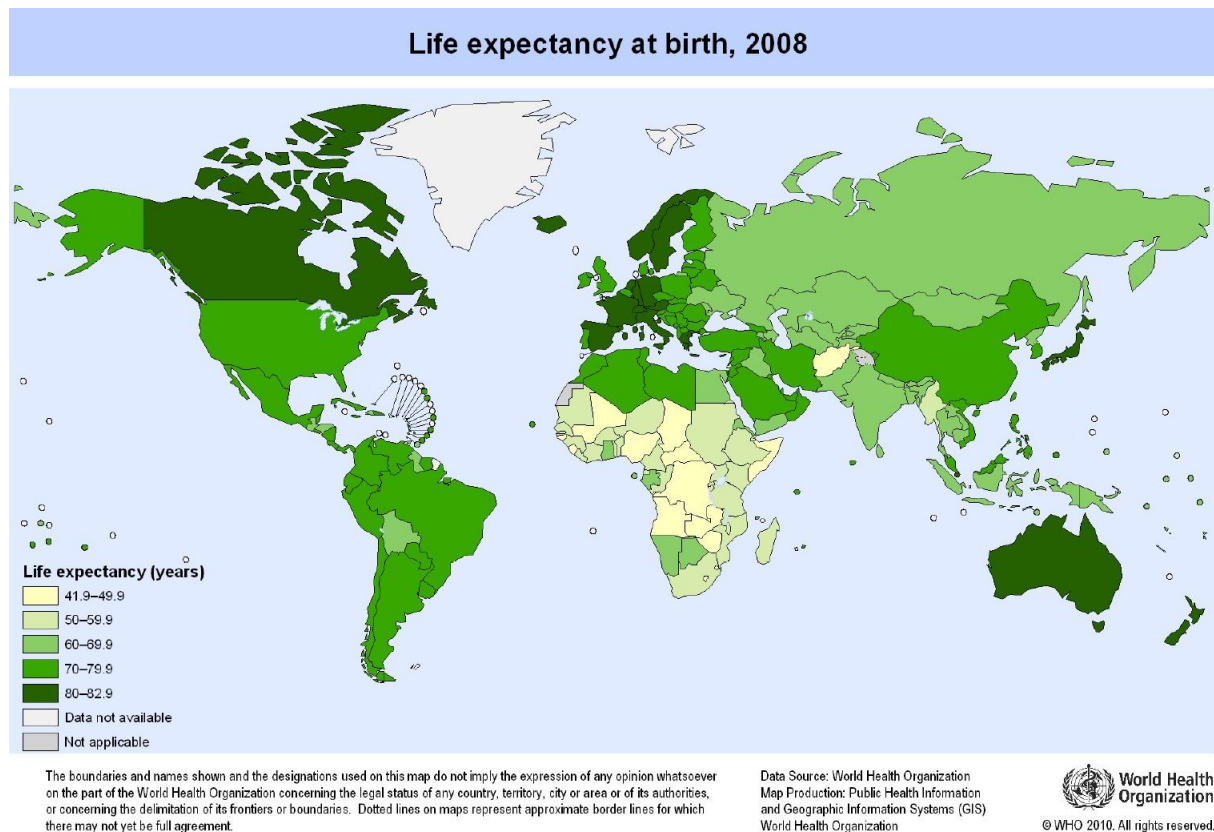 Life expectancy at birth, 2008
Life expectancy (years)
41.9–49.9
50–59.9
60–69.9
70–79.9
80–82.9
Data not available
Not applicable
The boundaries and names shown and the designations used on this map do not imply the expression of any opinion whatsoever
on the part of the World Health Organization concerning the legal status of any country, territory, city or area or of its authorities,
or concerning the delimitation of its frontiers or boundaries. Dotted lines on maps represent approximate border lines for which
there may not yet be full agreement.
Data Source: World Health Organization
Map Production: Public Health Information
and Geographic Information Systems (GIS)
World Health Organization
World Health
Organization
© WHO 2010. All rights reserved.